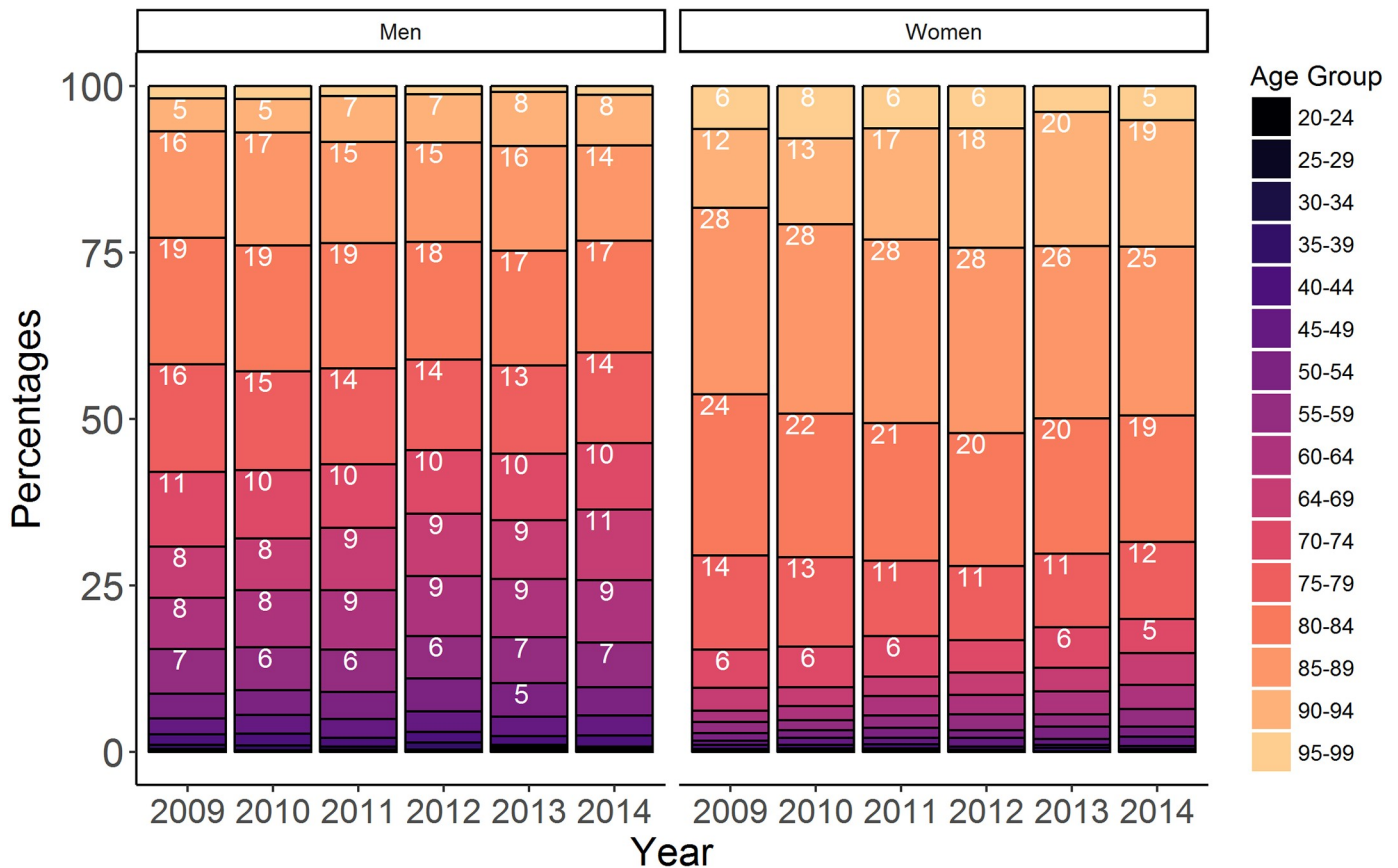 Men Women
Age Group
100
75
50
25
0
Percentages
5 5 7 7 8 8
16 17 15 15 16 14
19 19 19 18 17 17
16 15 14 14 13 14
11 10 10 10 10 10
8 8 9 9 9 11
8 8 9 9 9 9
7 6 6 6 7 7
5
6 8 6 6 5
12 13 17 18 20 19
28 28 28 28 26 25
24 22 21 20 20 19
14 13 11 11 11 12
6 6 6 6 5
20-24
25-29
30-34
35-39
40-44
45-49
50-54
55-59
60-64
64-69
70-74
75-79
80-84
85-89
90-94
95-99
2009 2010 2011 2012 2013 2014 2009 2010 2011 2012 2013 2014
Year